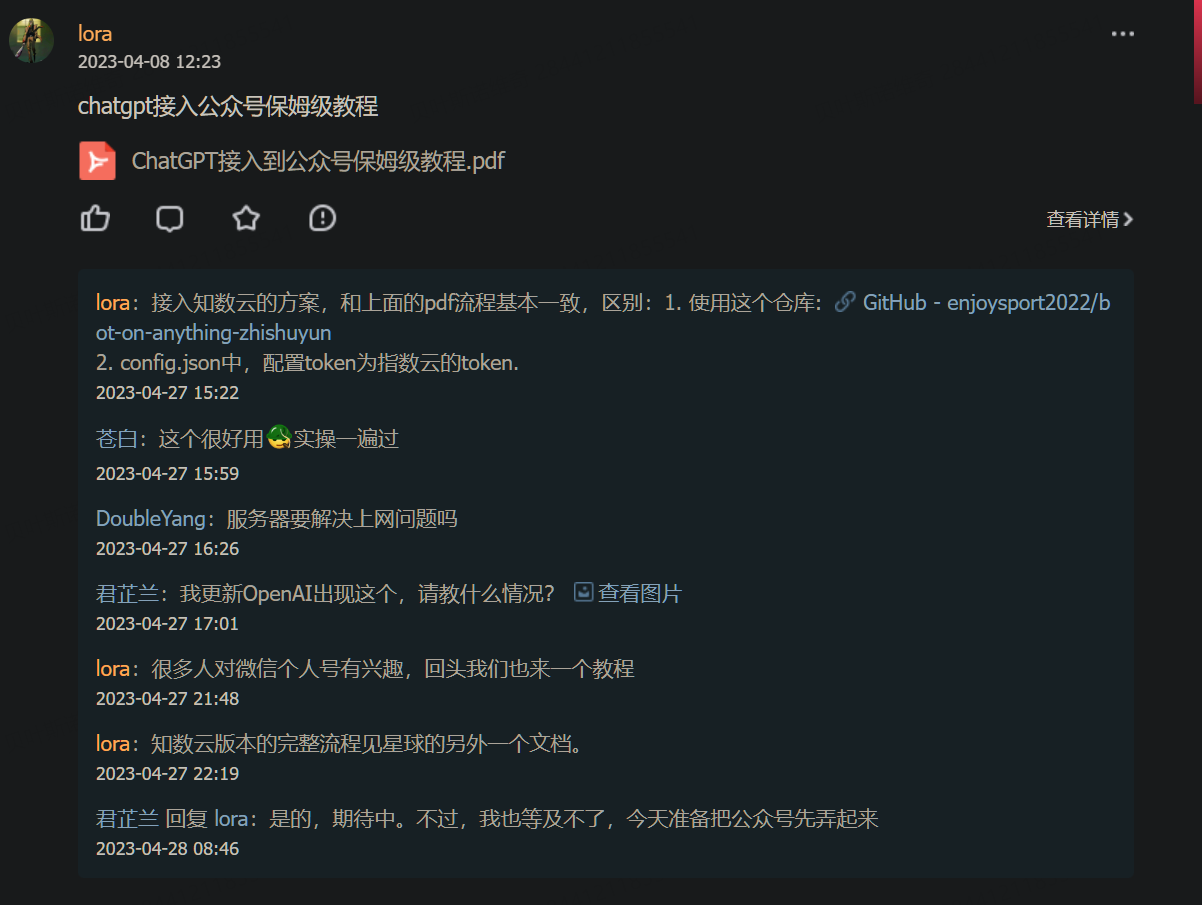 lora
2023-04-08 12:23
chatgpt接入公众号保姆级教程
ChatGPT接入到公众号保姆级教程.pdf
查看详情
lora：接入知数云的方案，和上面的pdf流程基本一致，区别：1. 使用这个仓库: GitHub - enjoysport2022/b
ot-on-anything-zhishuyun
2. config.json中，配置token为指数云的token.
2023-04-27 15:22
苍白：这个很好用实操一遍过
2023-04-27 15:59
DoubleYang：服务器要解决上网问题吗
2023-04-27 16:26
君芷兰：我更新OpenAI出现这个，请教什么情况？ 查看图片
2023-04-27 17:01
lora：很多人对微信个人号有兴趣，回头我们也来一个教程
2023-04-27 21:48
lora：知数云版本的完整流程见星球的另外一个文档。
2023-04-27 22:19
君芷兰 回复 lora：是的，期待中。不过，我也等及不了，今天准备把公众号先弄起来
2023-04-28 08:46